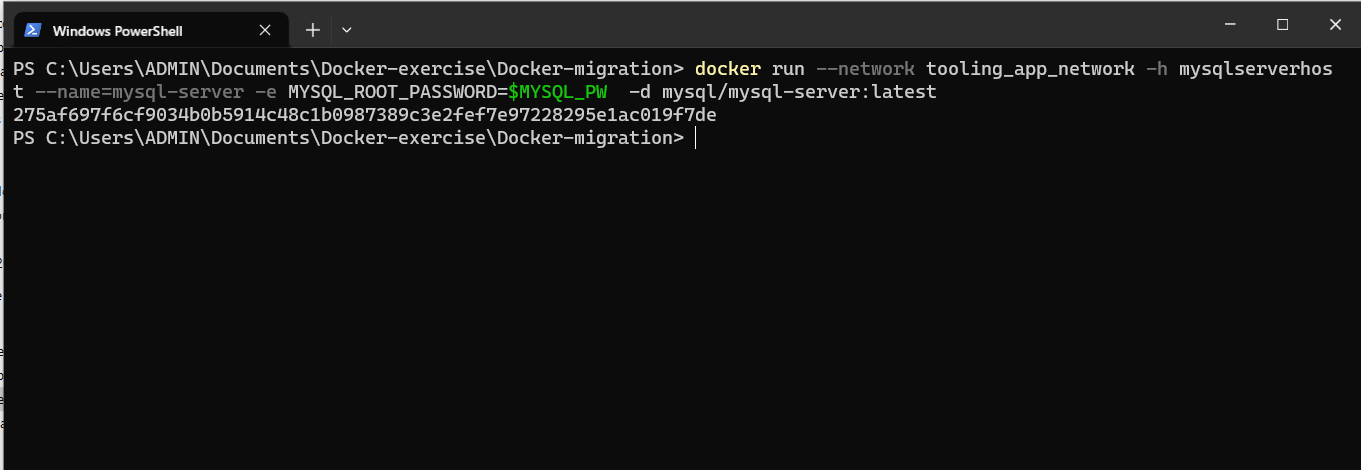 Windows PowerShell
PS C:\Users\ADMIN\Documents\Docker-exercise\Docker-migration> docker run --network tooling_app_network -h mysqlserverhos
t --name=mysql-server -e MYSQL_ROOT_PASSWORD=$MYSQL_PW  -d mysql/mysql-server:latest
275af697f6cf9034b0b5914c48c1b0987389c3e2fef7e97228295e1ac019f7de
PS C:\Users\ADMIN\Documents\Docker-exercise\Docker-migration>